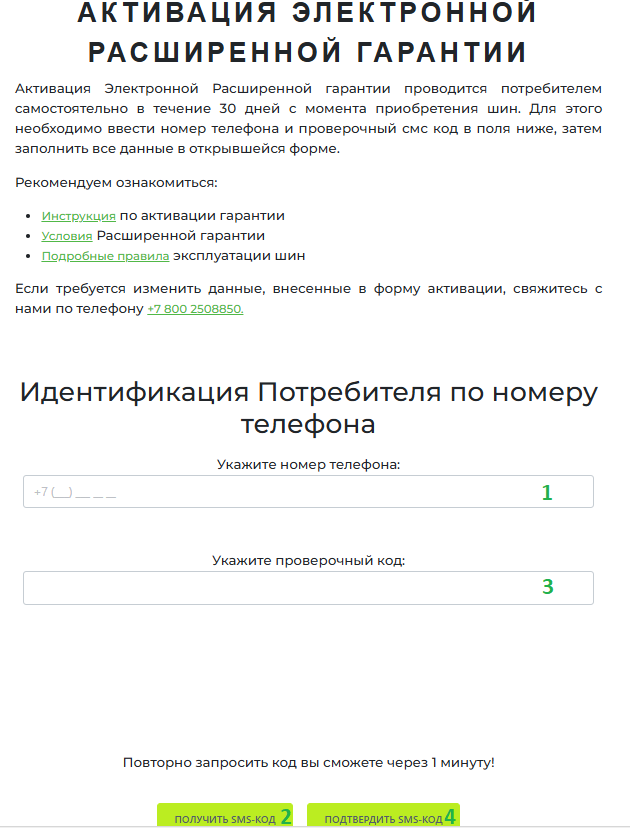 АКТИВАЦИЯ ЭЛЕКТРОННОЙ
РАСШИРЕННОЙ ГАРАНТИИ
Активация Электронной Расширенной гарантии проводится потребителем
самостоятельно в течение 30 дней с момента приобретения шин. Для этого
необходимо ввести номер телефона и проверочный смс код в поля ниже, затем
заполнить все данные в открывшейся форме.
Рекомендуем ознакомиться:
• Инструкция по активации гарантии
• Условия Расширенной гарантии
• Подробные правила эксплуатации шин
Если требуется изменить данные, внесенные в форму активации, свяжитесь с
нами по телефону +7 800 2508850.
Идентификация Потребителя по номеру
телефона
Укажите номер телефона:
+7 (__) ___ __ __ 1
Укажите проверочный код:
3
Повторно запросить код вы сможете через 1 минуту!
ПОЛУЧИТЬ SMS-КОД 2 ПОДТВЕРДИТЬ SMS-КОД 4